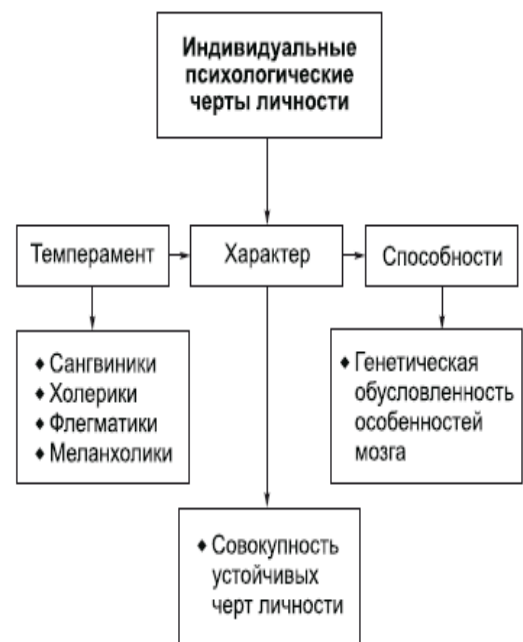 Индивидуальные
психологические
черты личности
Темперамент
Характер
Способности
♦ Сангвиники
♦ Холерики
♦ Флегматики
♦ Меланхолики
♦ Генетическая
обусловленность
особенностей
мозга
♦ Совокупность
устойчивых
черт личности